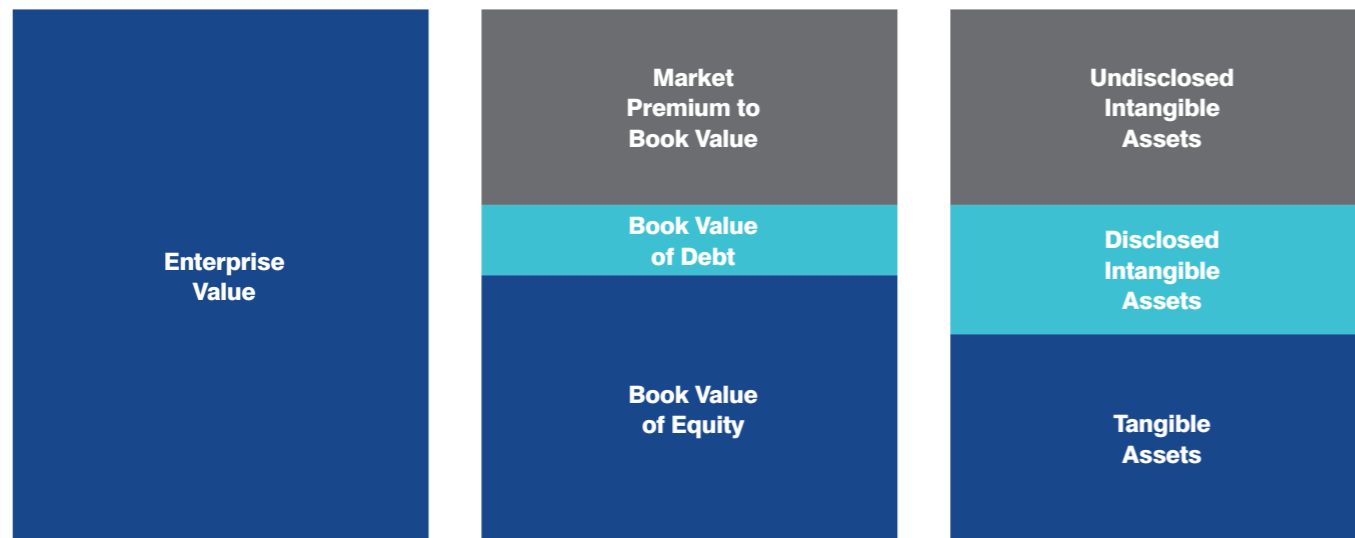 Enterprise
Value
Market
Premium to
Book Value
Book Value
of Debt
Book Value
of Equity
Undisclosed
Intangible
Assets
Disclosed
Intangible
Assets
Tangible
Assets